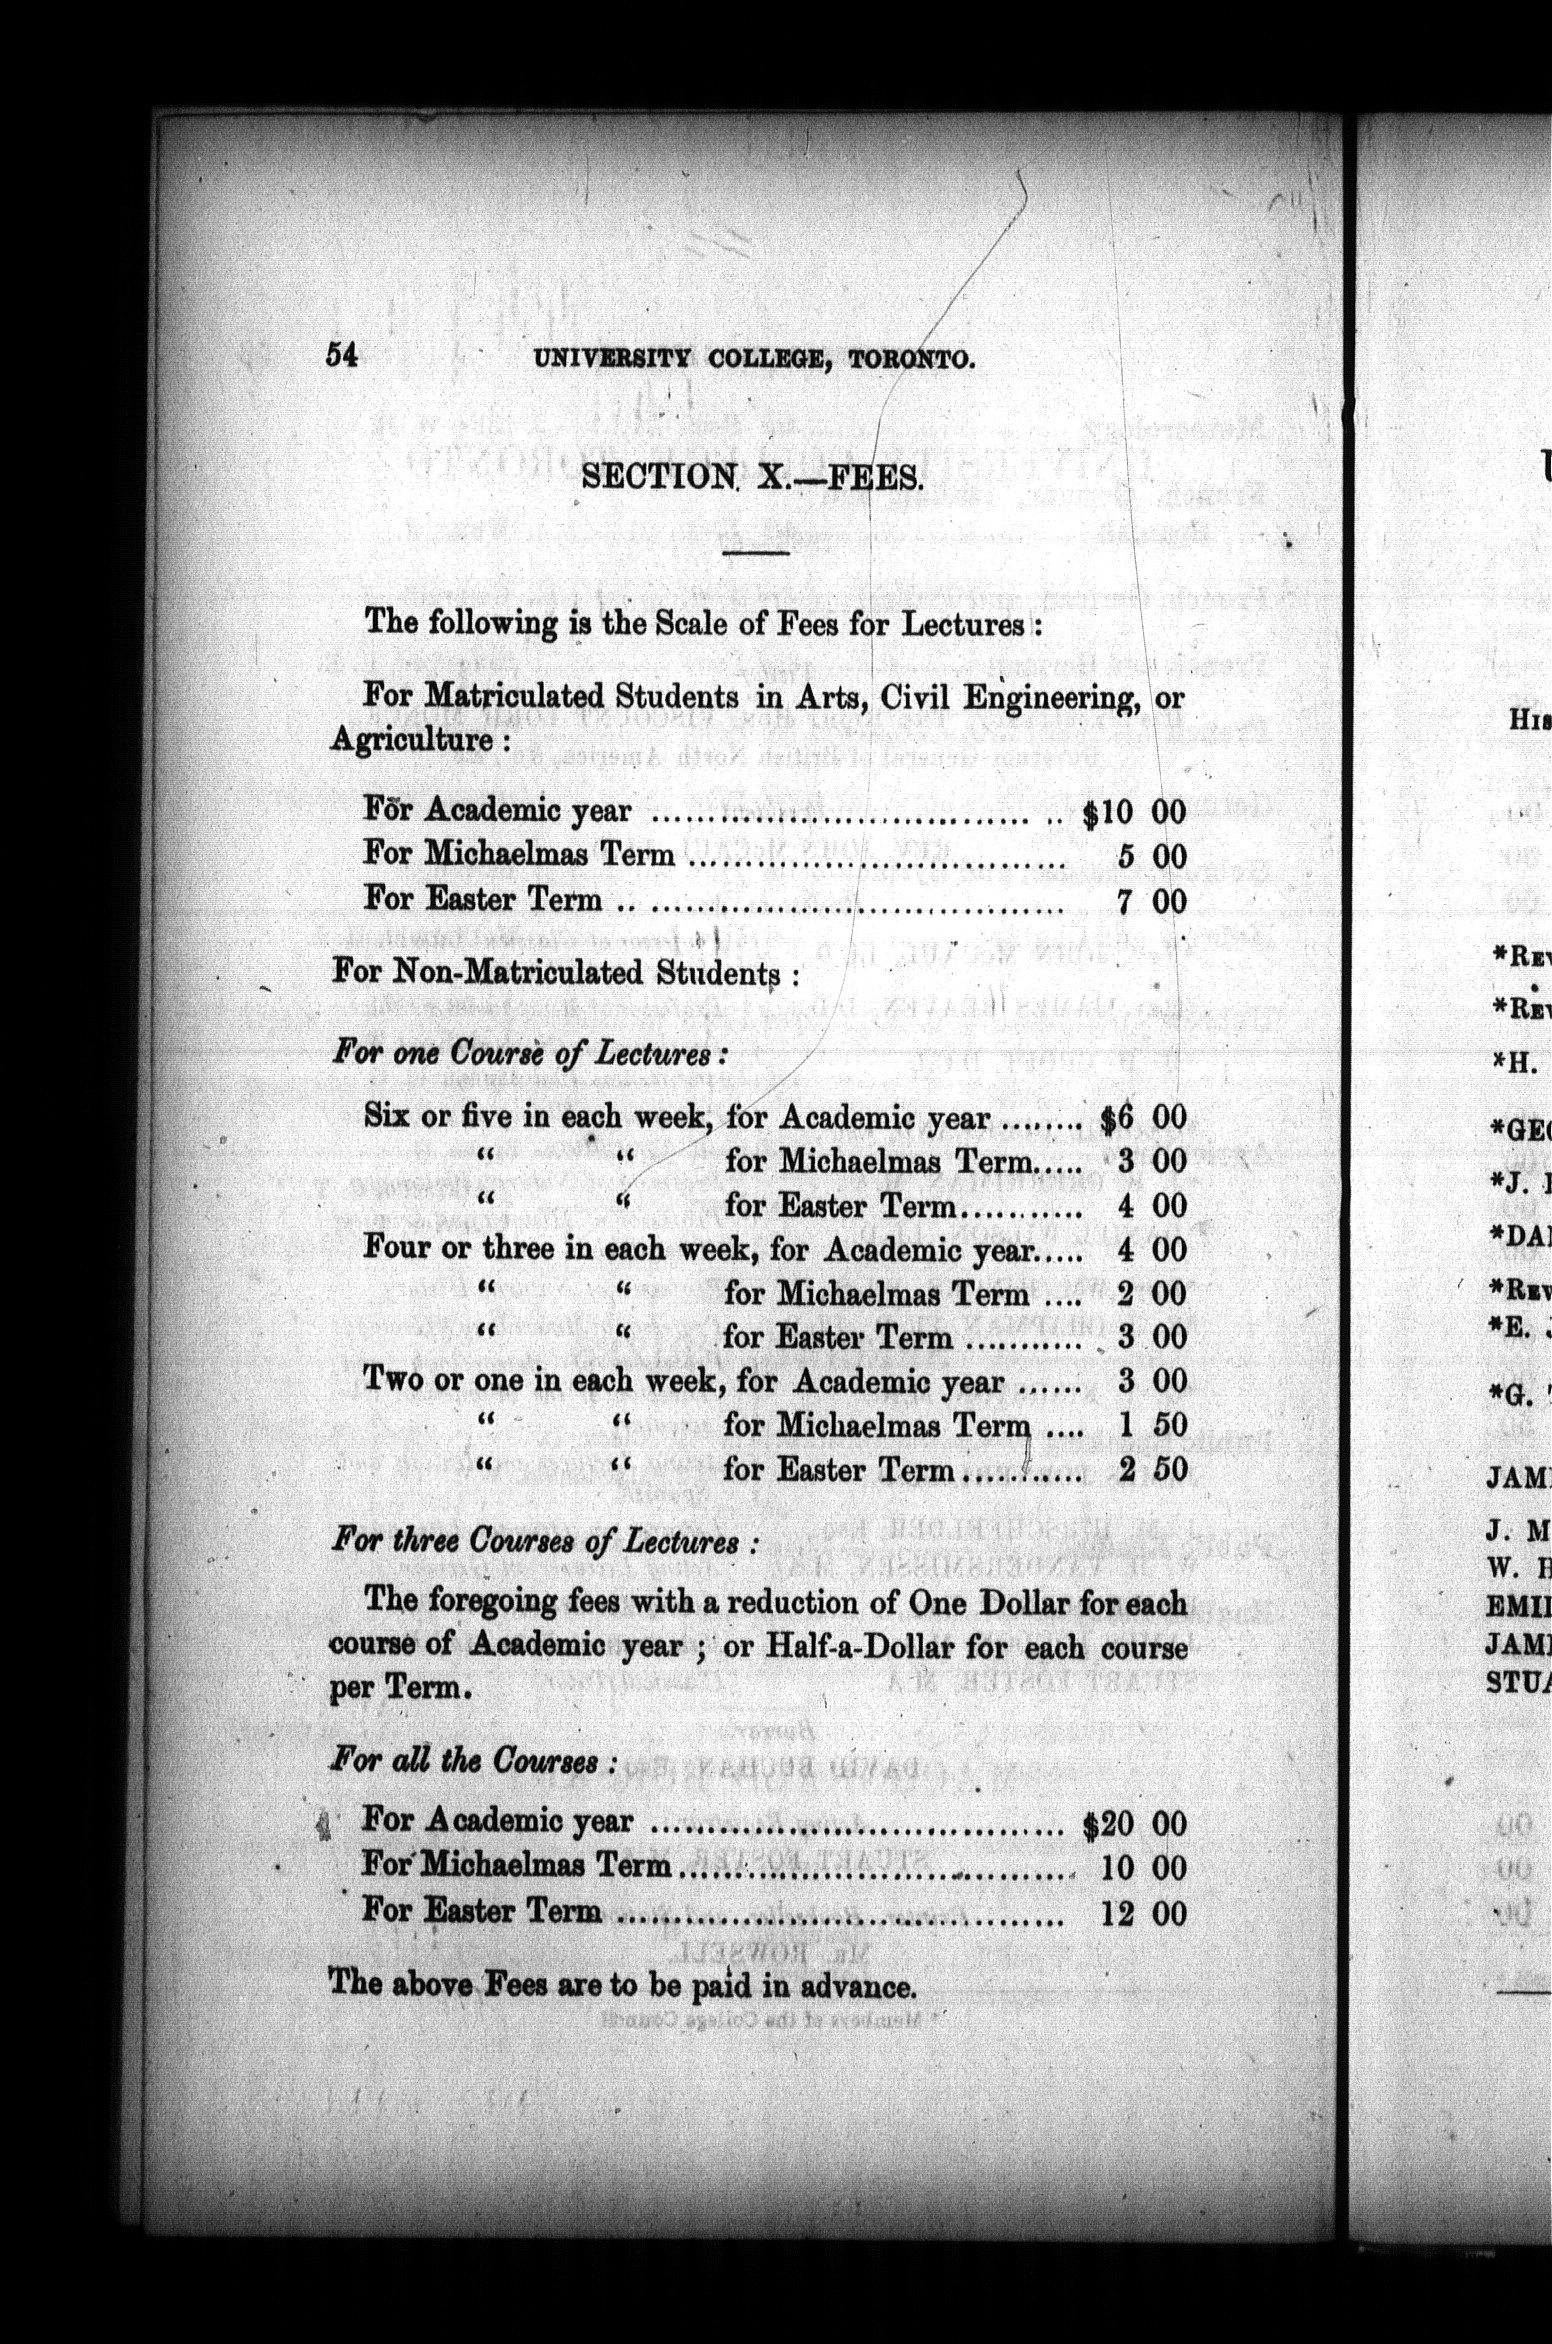 54 UNIVERSITY COLLEGE, TORONTO.
SECTION X.—FEES.
The following is the Scale of Fees for Lectures :
For Matriculated Students in Arts, Civil Engineering, or
Agriculture :
For Academic year .................................. .. $10 00
For Michaelmas Term .................................. 5 00
For Easter Term .. ..................................... 7 00
For Non-Matriculated Students :
For one Course of Lectures :
Six or five in each week, for Academic year ........ $6 00
“ “ for Michaelmas Term..... 3 00
“ “ for Easter Term........... 4 00
Four or three in each week, for Academic year..... 4 00
“ “ for Michaelmas Term .... 2 00
“ “ for Easter Term ........... 3 00
Two or one in each week, for Academic year ...... 3 00
“ “ for Michaelmas Term .... 1 50
“ “ for Easter Term........... 2 50
For three Courses of Lectures :
The foregoing fees with a reduction of One Dollar for each
course of Academic year ; or Half-a-Dollar for each course
per Term.
For all the Courses :
For Academic year ..................................... $20 00
For Michaelmas Term.................................... 10 00
For Easter Term ........................................ 12 00
The above Fees are to be paid in advance.
*H.
*J.
*E.
*G.
J. M
W.